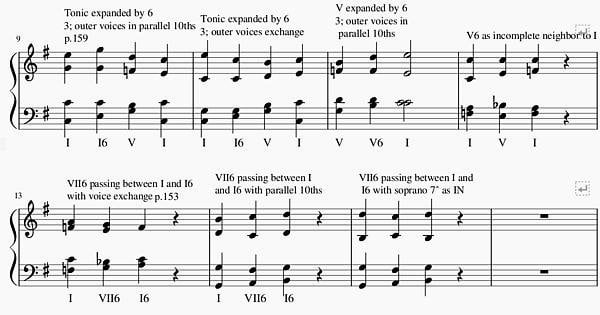 Tonic expanded by 6
3; outer voices in parallel 10ths
p.159
Tonic expanded by 6
3; outer voices exchange
V expanded by 6
3; outer voices in
parallel 10ths
V6 as incomplete neighbor to I
9
I I6 V I I I6 V I V V6 I I V I
13
VII6 passing between I and I6
with voice exchange p.153
VII6 passing between I
and I6 with parallel 10ths
VII6 passing between I and
I6 with soprano 7^ as IN
I VII6 I6 I VII6 I6